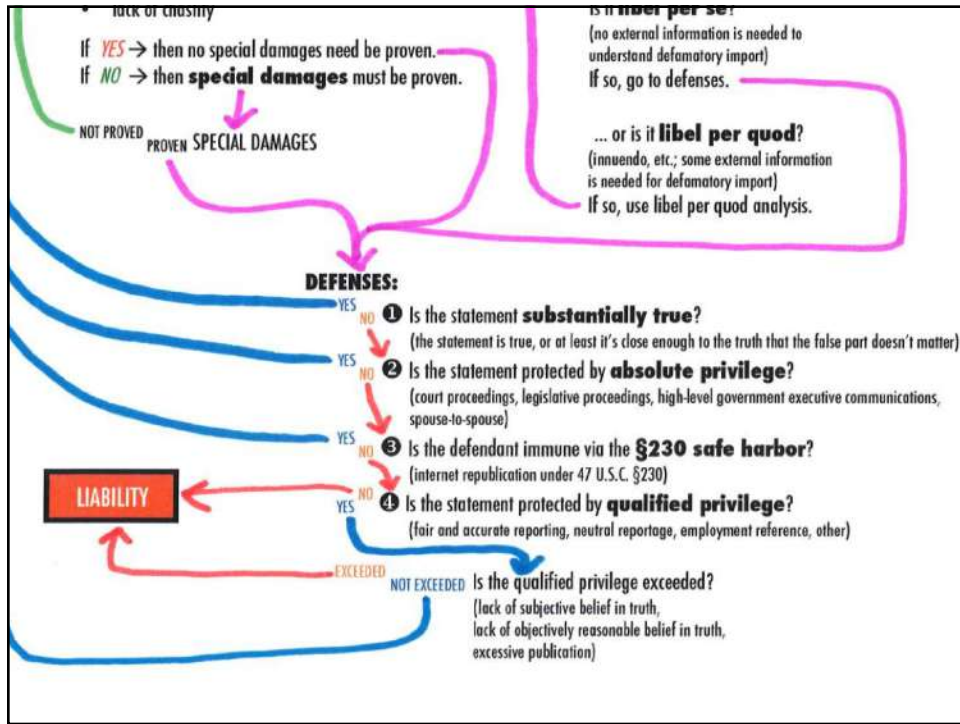 • lack of chastity
If YES → then no special damages need be proven.
If NO → then special damages must be proven.
NOT PROVED
PROVEN SPECIAL DAMAGES
Is it libel per se?
(no external information is needed to
understand defamatory import)
If so, go to defenses.
... or is it libel per quod?
(innuendo, etc.; some external information
is needed for defamatory import)
If so, use libel per quod analysis.
DEFENSES:
YES NO ❶ Is the statement substantially true?
(the statement is true, or at least it's close enough to the truth that the false part doesn't matter)
YES NO ❷ Is the statement protected by absolute privilege?
(court proceedings, legislative proceedings, high-level government executive communications,
spouse-to-spouse)
YES NO ❸ Is the defendant immune via the §230 safe harbor?
(internet republication under 47 U.S.C. §230)
YES NO ❹ Is the statement protected by qualified privilege?
(fair and accurate reporting, neutral reportage, employment reference, other)
LIABILITY
EXCEEDED
NOT EXCEEDED Is the qualified privilege exceeded?
(lack of subjective belief in truth,
lack of objectively reasonable belief in truth,
excessive publication)